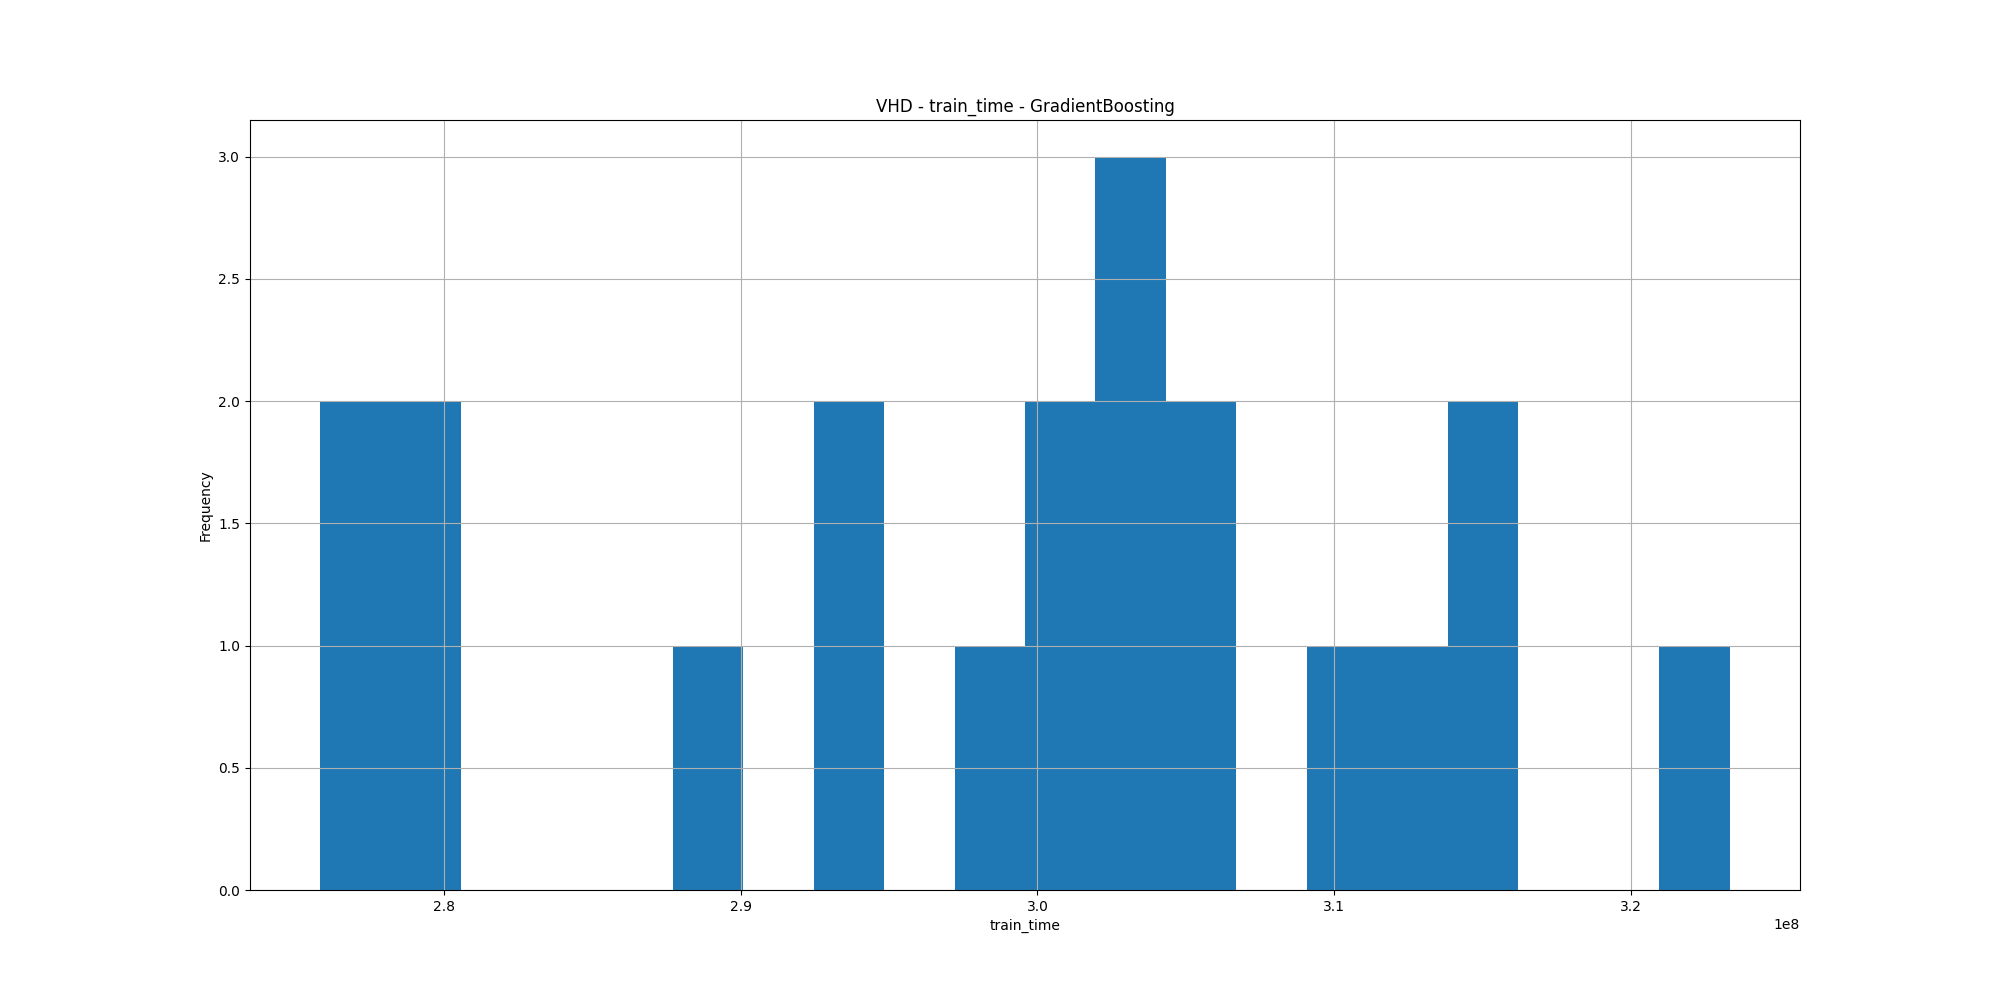 VHD - train_time - GradientBoosting
3.0
2.5
2.0
1.5
1.0
0.5
0.0
Frequency
2.8 2.9 3.0 3.1 3.2
train_time
1e8